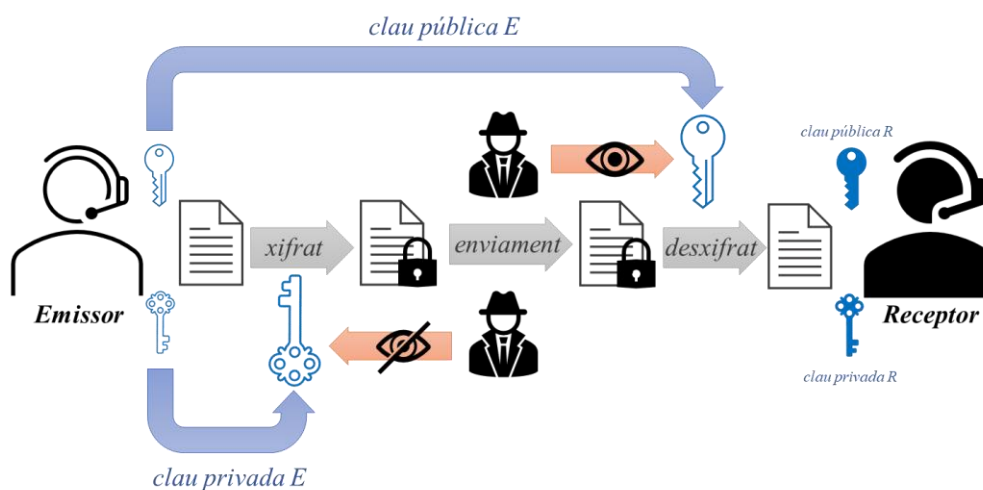 clau pública E
clau pública R
xifrat
enviament
desxifrat
Emissor
Receptor
clau privada R
clau privada E